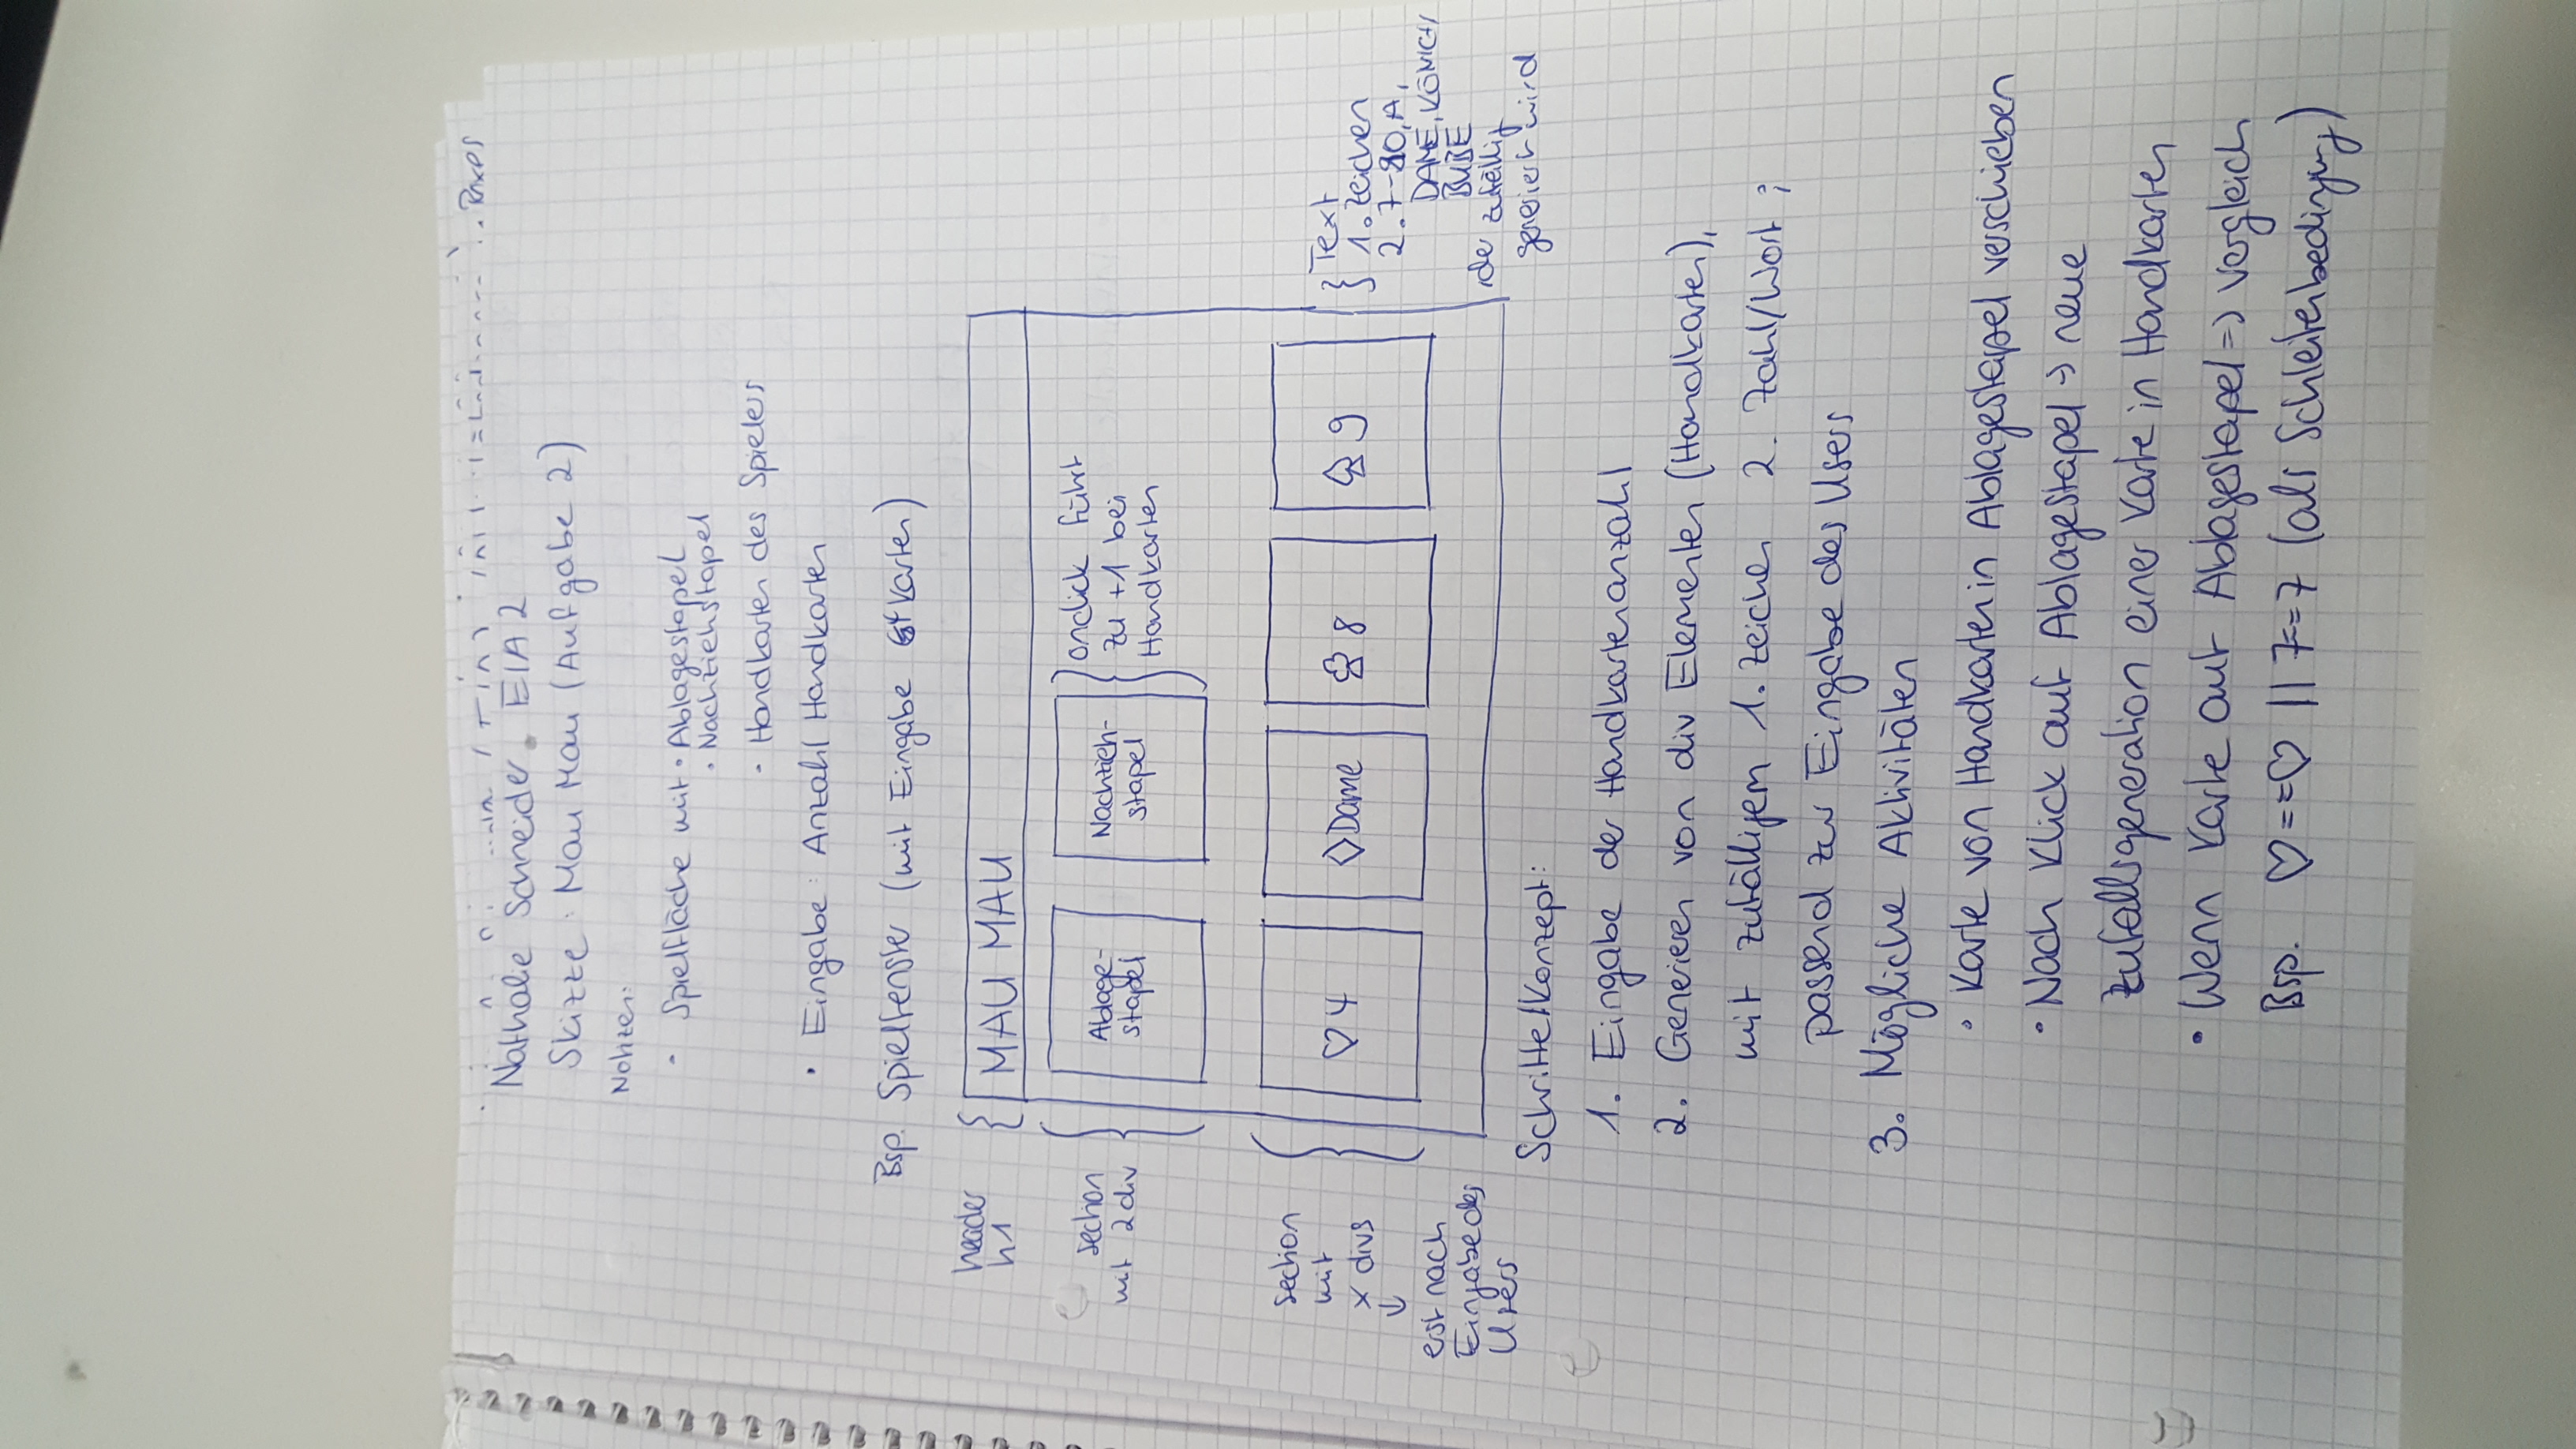 Boxes
Nathalie Schneider. EIA 2
Skizze: Mau Mau (Aufgabe 2)
Notizen:
• Spielfläche mit • Ablagestapel
• Nachziehstapel
• Handkarten des Spielers
• Eingabe: Anzahl Handkarten
Bsp. Spielfenster (mit Eingabe 4 Karten)
header
h1
MAU MAU
section
mit 2 div
Ablage-
stapel
Nachzieh-
stapel
onclick führt
zu +1 bei
Handkarten
section
mit
x divs
↓
erst nach
Eingabe des
Users
♡ 4
◇ Dame
♧ 8
♤ 9
Text
1. Zeichen
2. 7-10, A,
DAME, KÖNIG,
BUBE
der zufällig
generiert wird
Schritte/Konzept:
1. Eingabe der Handkartenanzahl
2. Generieren von div Elementen (Handkarten),
mit zufälligem 1. Zeichen 2. Zahl/Wort ;
passend zur Eingabe des Users
3. Mögliche Aktivitäten
• Karte von Handkarten in Ablagestapel verschieben
• Nach Klick auf Ablagestapel → neue
Zufallsgeneration einer Karte in Handkarten
• Wenn Karte auf Ablagestapel => Vergleich
Bsp. ♡==♡ || 7==7 (als Schleifenbedingung)